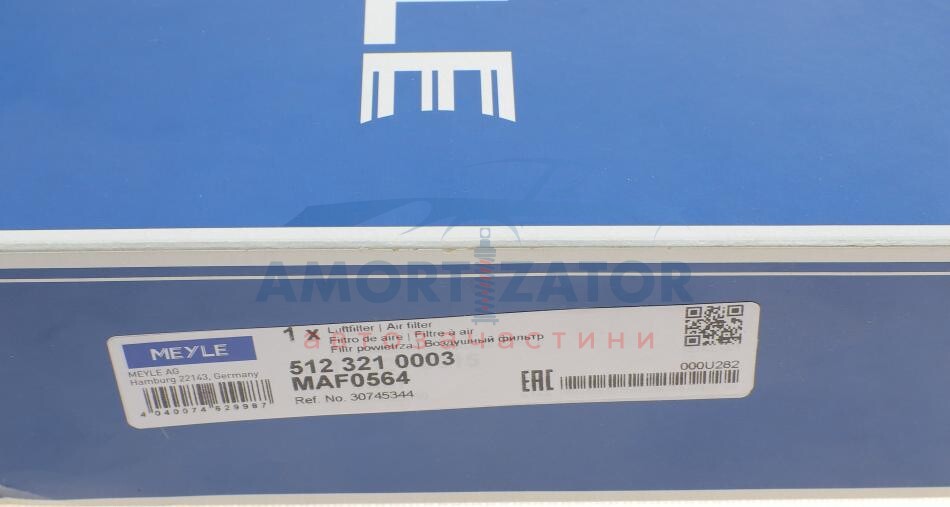 LE
AMORTIZATOR
автозапчастини
MEYLE
MEYLE AG
Hamburg 22143, Germany
4 040074 629987
1 x Luftfilter | Air filter
Filtro de aire | Filtre à air
Filtr powietrza | Воздушный фильтр
512 321 0003
MAF0564
Ref. No. 30745344
EAC
000U282